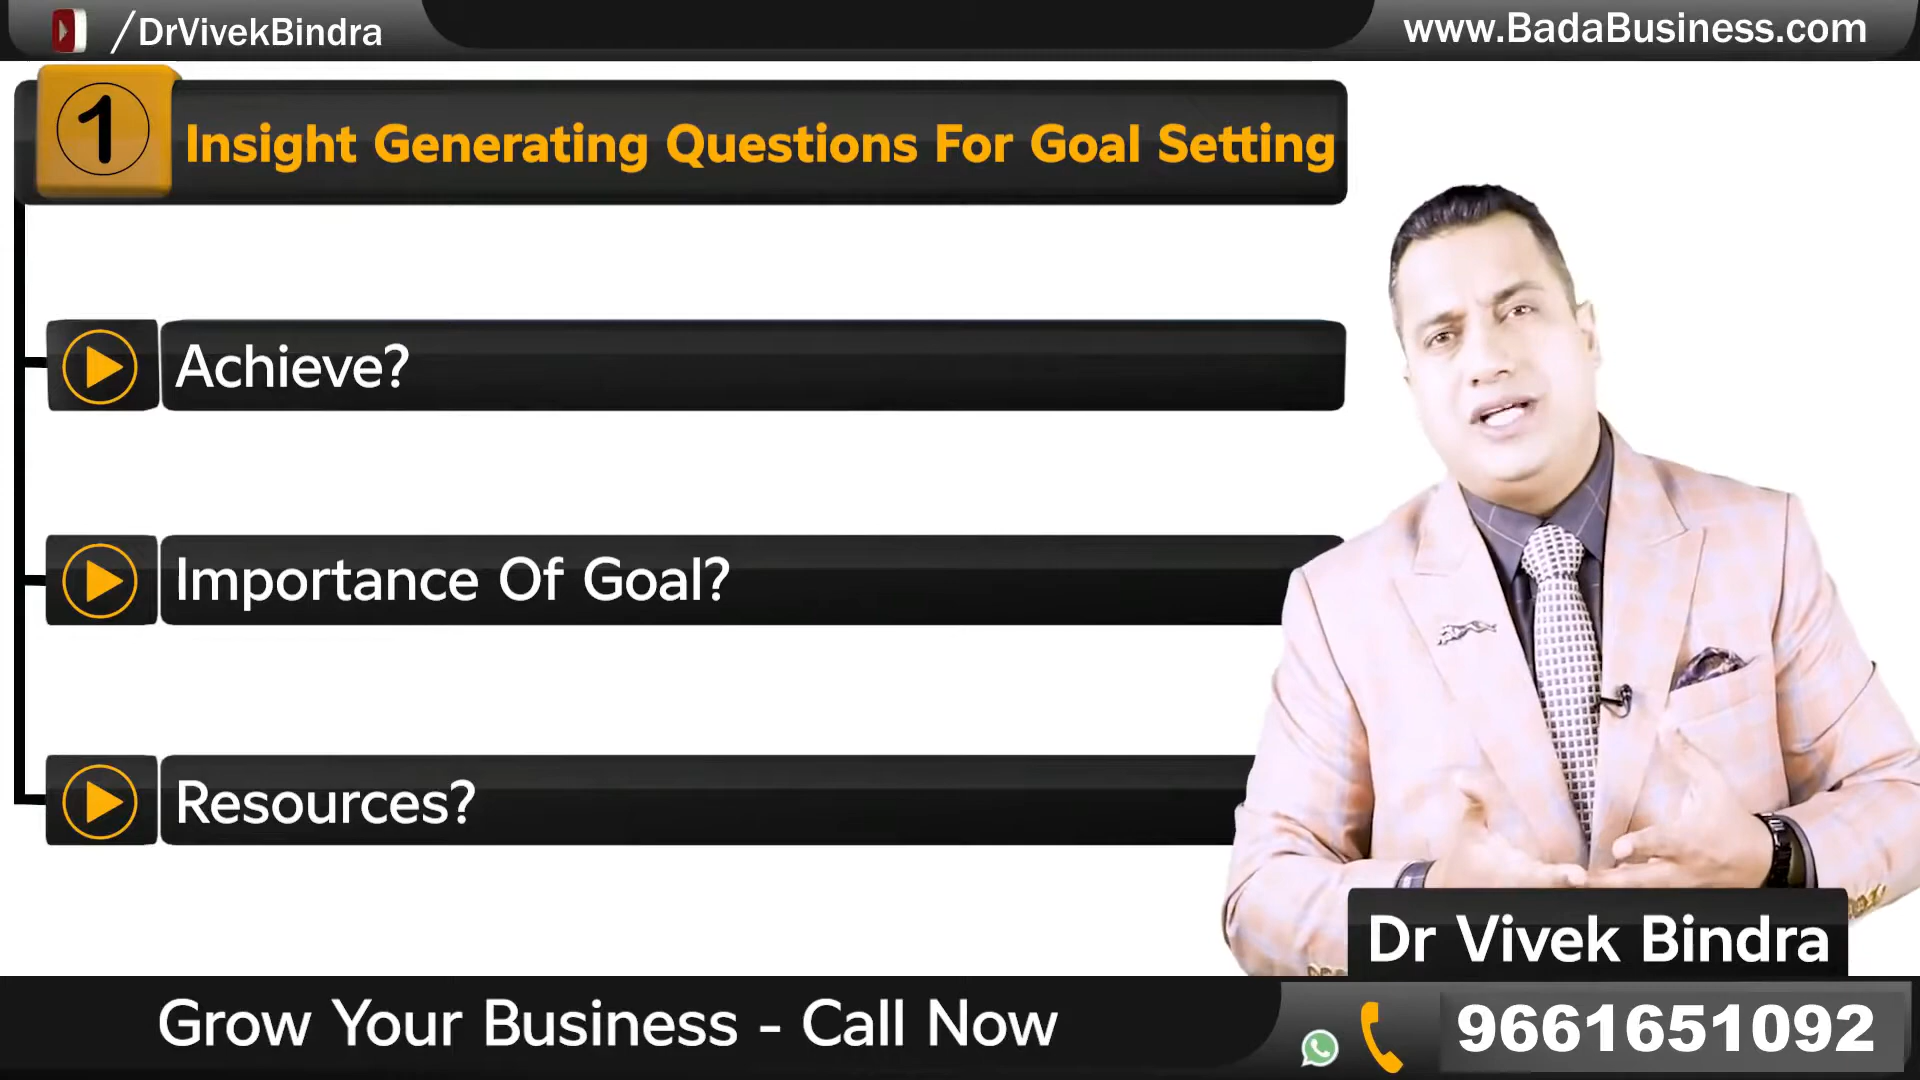 /DrVivekBindra
www.BadaBusiness.com
1
Insight Generating Questions For Goal Setting
Achieve?
Importance Of Goal?
Resources?
Dr Vivek Bindra
Grow Your Business - Call Now
9661651092